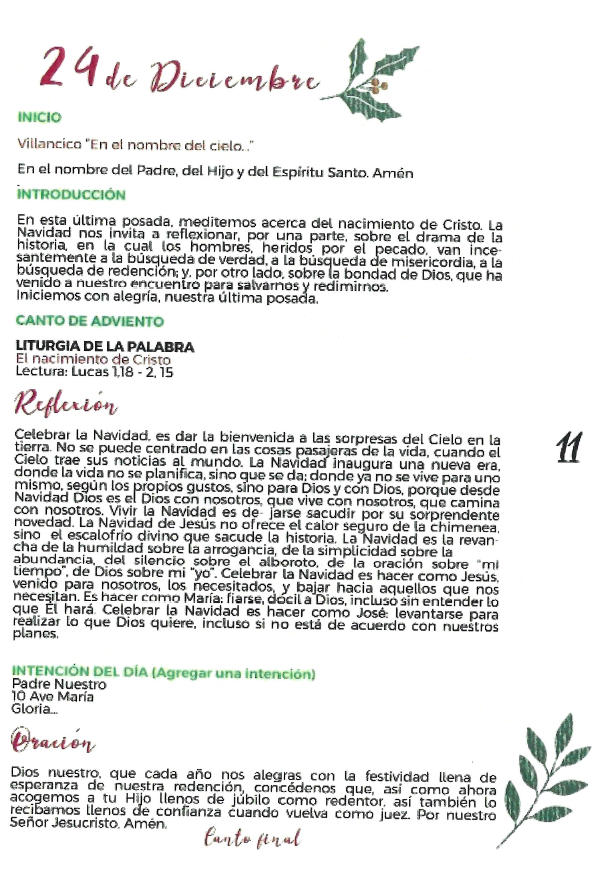 24 de Diciembre
INICIO
Villancico "En el nombre del cielo..."
En el nombre del Padre, del Hijo y del Espíritu Santo. Amén
INTRODUCCIÓN
En esta última posada, meditemos acerca del nacimiento de Cristo. La
Navidad nos invita a reflexionar, por una parte, sobre el drama de la
historia, en la cual los hombres, heridos por el pecado, van ince-
santemente a la búsqueda de verdad, a la búsqueda de misericordia, a la
búsqueda de redención; y, por otro lado, sobre la bondad de Dios, que ha
venido a nuestro encuentro para salvarnos y redimirnos.
Iniciemos con alegría, nuestra última posada.
CANTO DE ADVIENTO
LITURGIA DE LA PALABRA
El nacimiento de Cristo
Lectura: Lucas 1,18 - 2, 15
Reflexión
Celebrar la Navidad, es dar la bienvenida a las sorpresas del Cielo en la
tierra. No se puede centrado en las cosas pasajeras de la vida, cuando el
Cielo trae sus noticias al mundo. La Navidad inaugura una nueva era,
donde la vida no se planifica, sino que se da; donde ya no se vive para uno
mismo, según los propios gustos, sino para Dios y con Dios, porque desde
Navidad Dios es el Dios con nosotros, que vive con nosotros, que camina
con nosotros. Vivir la Navidad es de- jarse sacudir por su sorprendente
novedad. La Navidad de Jesús no ofrece el calor seguro de la chimenea,
sino el escalofrío divino que sacude la historia. La Navidad es la revan-
cha de la humildad sobre la arrogancia, de la simplicidad sobre la
abundancia, del silencio sobre el alboroto, de la oración sobre "mi
tiempo", de Dios sobre mi "yo". Celebrar la Navidad es hacer como Jesús,
venido para nosotros, los necesitados, y bajar hacia aquellos que nos
necesitan. Es hacer como María: fiarse, dócil a Dios, incluso sin entender lo
que Él hará. Celebrar la Navidad es hacer como José: levantarse para
realizar lo que Dios quiere, incluso si no está de acuerdo con nuestros
planes.
11
INTENCIÓN DEL DÍA (Agregar una intención)
Padre Nuestro
10 Ave María
Gloria...
Oración
Dios nuestro, que cada año nos alegras con la festividad llena de
esperanza de nuestra redención, concédenos que, así como ahora
acogemos a tu Hijo llenos de júbilo como redentor, así también lo
recibamos llenos de confianza cuando vuelva como juez. Por nuestro
Señor Jesucristo. Amén.
Canto final